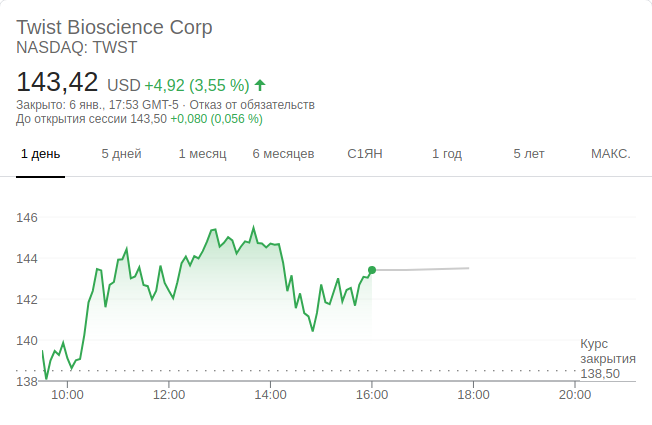 Twist Bioscience Corp
NASDAQ: TWST
143,42 USD +4,92 (3,55 %)
Закрыто: 6 янв., 17:53 GMT-5 · Отказ от обязательств
До открытия сессии 143,50 +0,080 (0,056 %)
1 день 5 дней 1 месяц 6 месяцев С1ЯН 1 год 5 лет МАКС.
146
144
142
140
Курс
закрытия
138,50
138
10:00 12:00 14:00 16:00 18:00 20:00